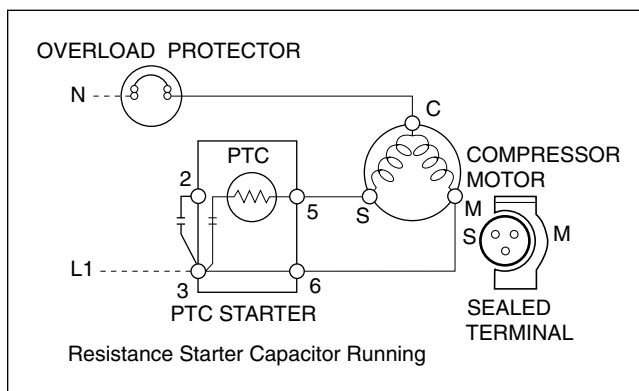 OVERLOAD PROTECTOR
N
C
PTC
COMPRESSOR
MOTOR
2
5
S
M
S
M
L1
3
6
PTC STARTER
SEALED
TERMINAL
Resistance Starter Capacitor Running